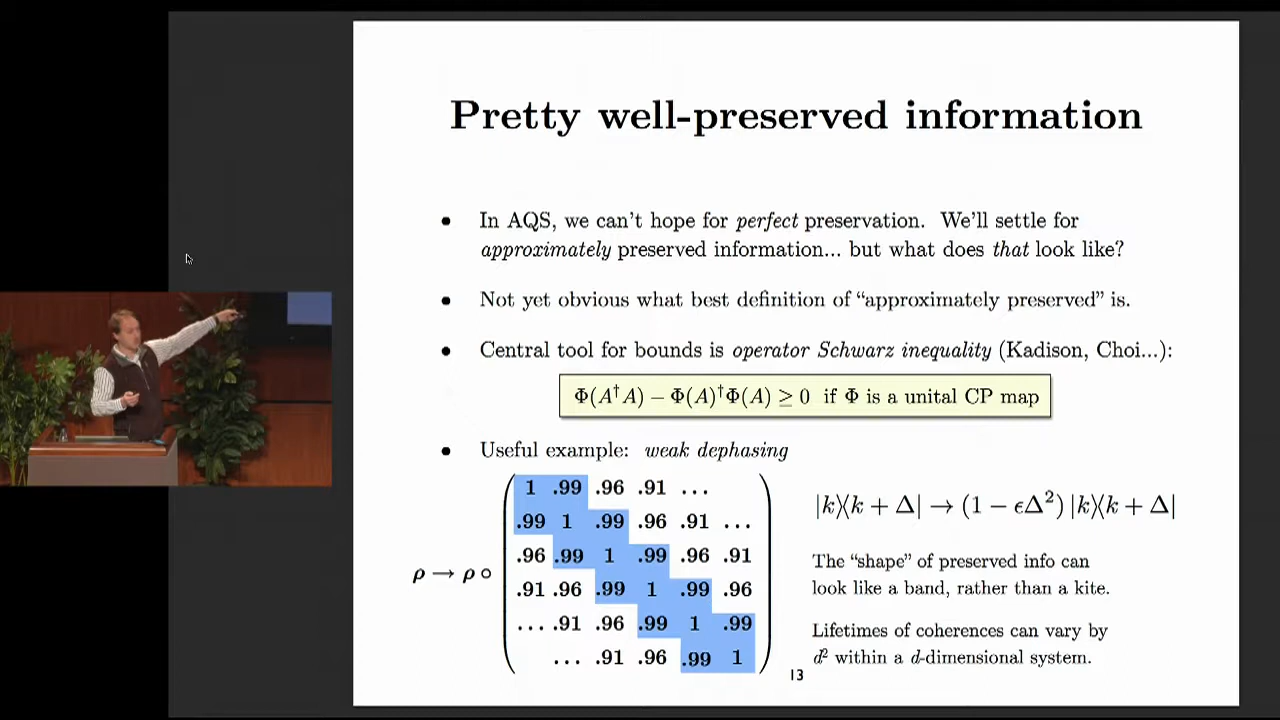 Pretty well-preserved information
• In AQS, we can't hope for perfect preservation. We'll settle for
approximately preserved information... but what does that look like?
• Not yet obvious what best definition of "approximately preserved" is.
• Central tool for bounds is operator Schwarz inequality (Kadison, Choi...):
Φ(A†A) − Φ(A)†Φ(A) ≥ 0 if Φ is a unital CP map
• Useful example: weak dephasing
1 .99 .96 .91 ...
.99 1 .99 .96 .91 ...
.96 .99 1 .99 .96 .91
.91 .96 .99 1 .99 .96
... .91 .96 .99 1 .99
... .91 .96 .99 1
ρ → ρ ∘
|k⟩⟨k + Δ| → (1 − ϵΔ²) |k⟩⟨k + Δ|
The "shape" of preserved info can
look like a band, rather than a kite.
Lifetimes of coherences can vary by
d² within a d-dimensional system.
13